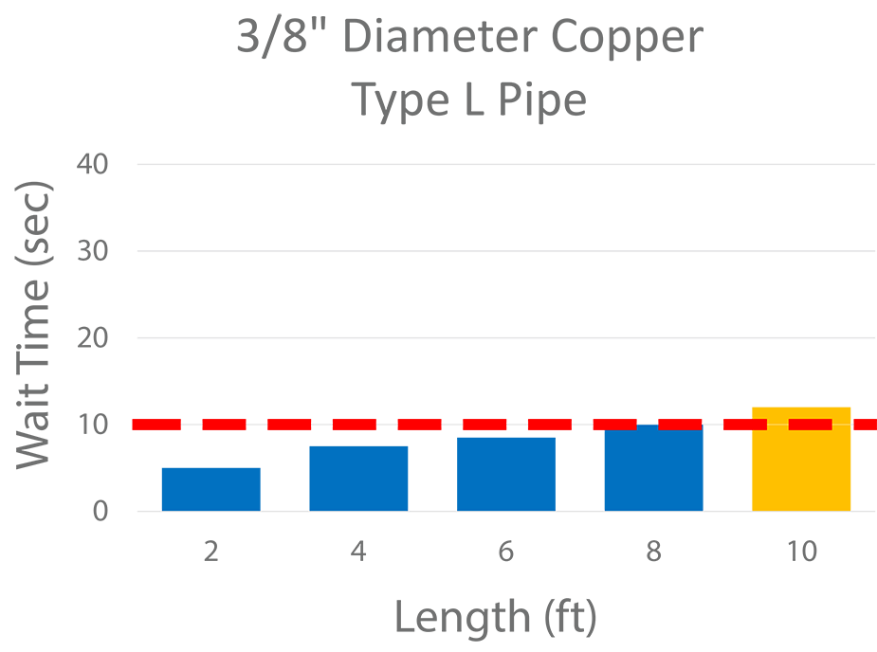 3/8" Diameter Copper
Type L Pipe
Wait Time (sec)
40
30
20
10
0
2 4 6 8 10
Length (ft)